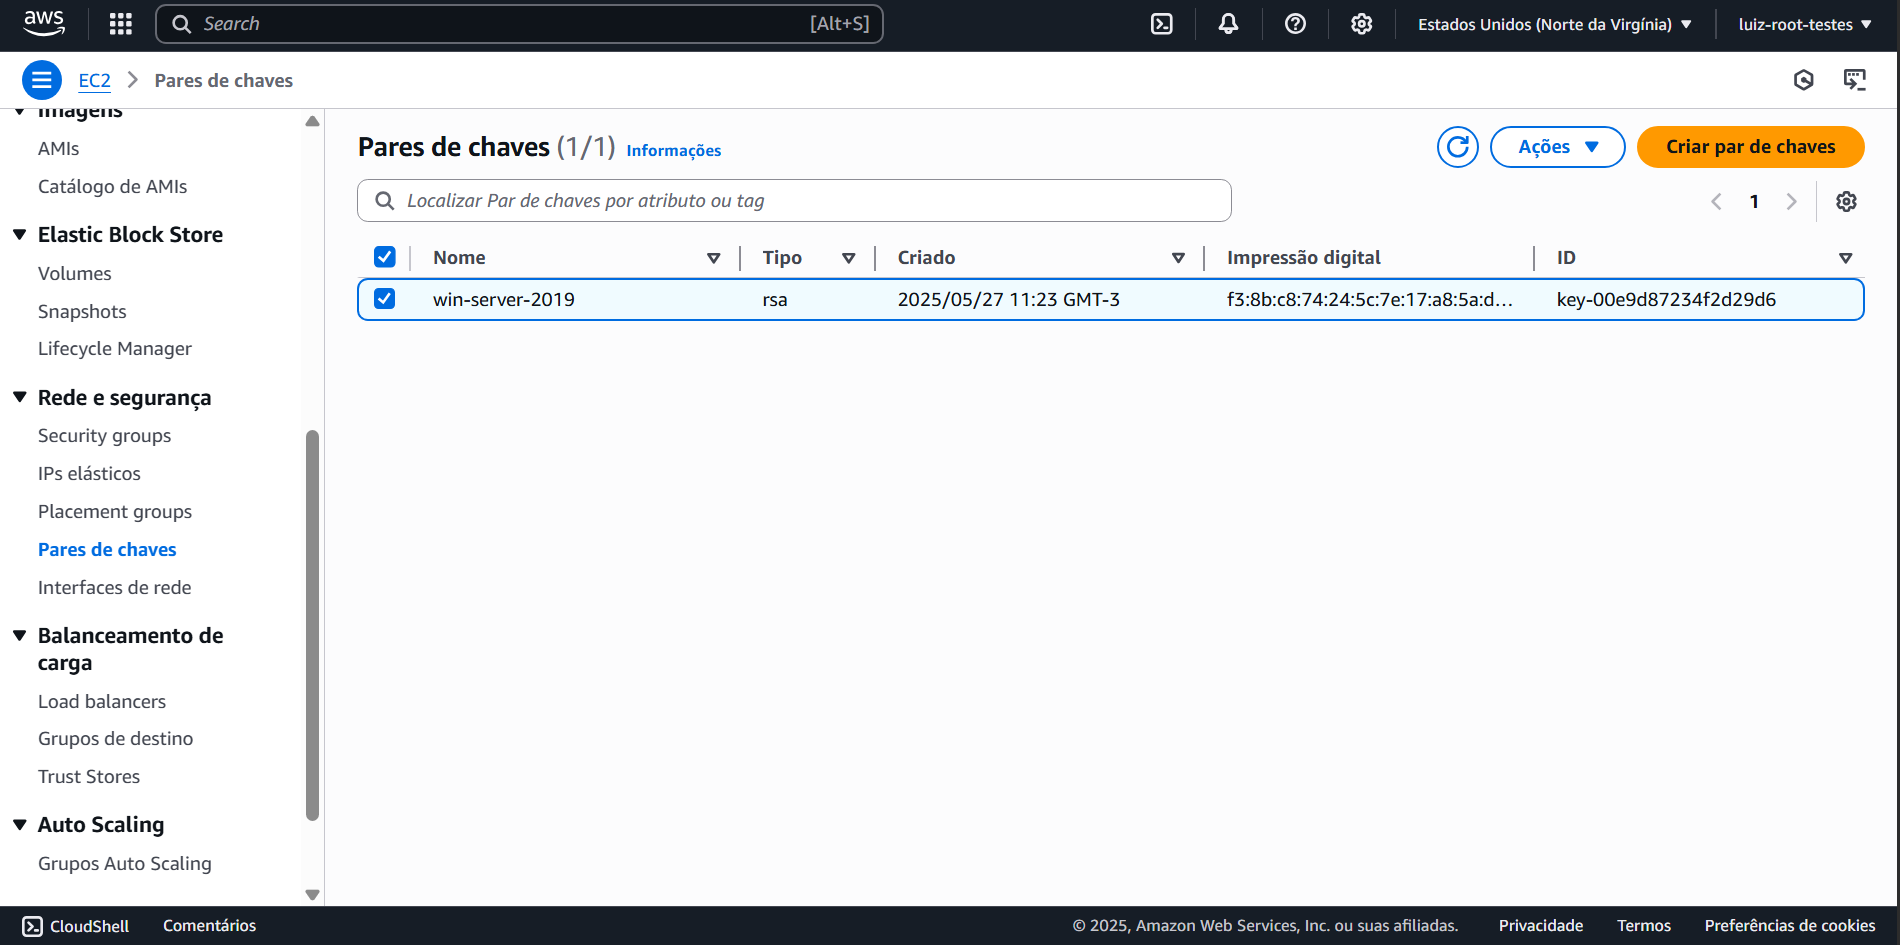 aws
Search [Alt+S]
Estados Unidos (Norte da Virgínia)
luiz-root-testes
EC2 > Pares de chaves
Imagens
AMIs
Catálogo de AMIs
Elastic Block Store
Volumes
Snapshots
Lifecycle Manager
Rede e segurança
Security groups
IPs elásticos
Placement groups
Pares de chaves
Interfaces de rede
Balanceamento de
carga
Load balancers
Grupos de destino
Trust Stores
Auto Scaling
Grupos Auto Scaling
Pares de chaves (1/1) Informações
Ações
Criar par de chaves
Localizar Par de chaves por atributo ou tag
1
Nome Tipo Criado Impressão digital ID
win-server-2019 rsa 2025/05/27 11:23 GMT-3 f3:8b:c8:74:24:5c:7e:17:a8:5a:d... key-00e9d87234f2d29d6
CloudShell Comentários © 2025, Amazon Web Services, Inc. ou suas afiliadas. Privacidade Termos Preferências de cookies